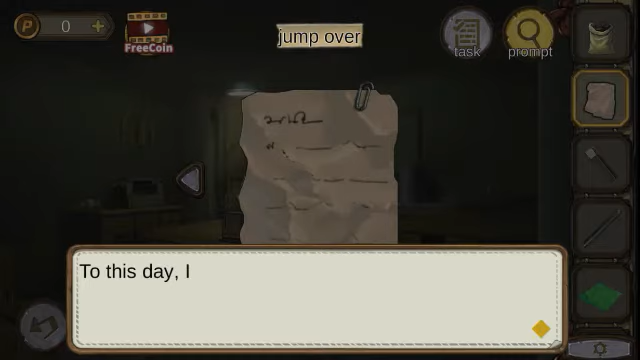 P 0 +
FreeCoin
jump over
task
prompt
To this day, I